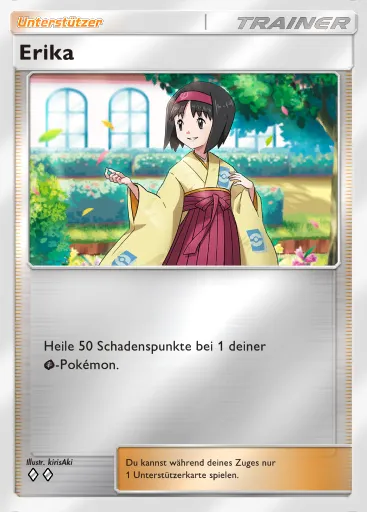 Unterstützer
TRAINER
Erika
Heile 50 Schadenspunkte bei 1 deiner
-Pokémon.
Illustr. kirisAki
Du kannst während deines Zuges nur
1 Unterstützerkarte spielen.